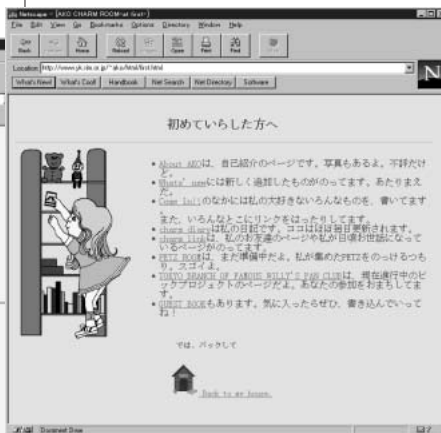 Netscape - [AKO CHARM ROOM-at first-]
File Edit View Go Bookmarks Options Directory Window Help
Back Home Reload Open Print Find
Location: http://www.yk.rim.or.jp/~ako/html/first.html
What's New! What's Cool! Handbook Net Search Net Directory Software
N
初めていらした方へ
About AKOは、自己紹介のページです。写真もあるよ。不評だけ
ど。
Whats' newには新しく追加したものがのってます。あたりまえ
だ。
のなかには私の大好きないろんなものを、書いてます
。
また、いろんなとこにリンクをはったりしてます。
charm diaryは私の日記です。ココはほぼ毎日更新されます。
charm linkは、私のお友達のページや私が日頃お世話になって
いるページがのってます。
PETZ ROOMは、まだ準備中だよ。私が集めたPETZをのっけるつも
り。スゴイよ。
TOKYO BRANCH OF FAMOUS BILLY'S FAN CLUBは、現在進行中のビ
ックプロジェクトのページだよ。あなたの参加をおまちしてま
す。
GUEST BOOKもあります。気に入ったらぜひ、書き込んでいって
ね!
では、バックして
Back to my house.
Document Done